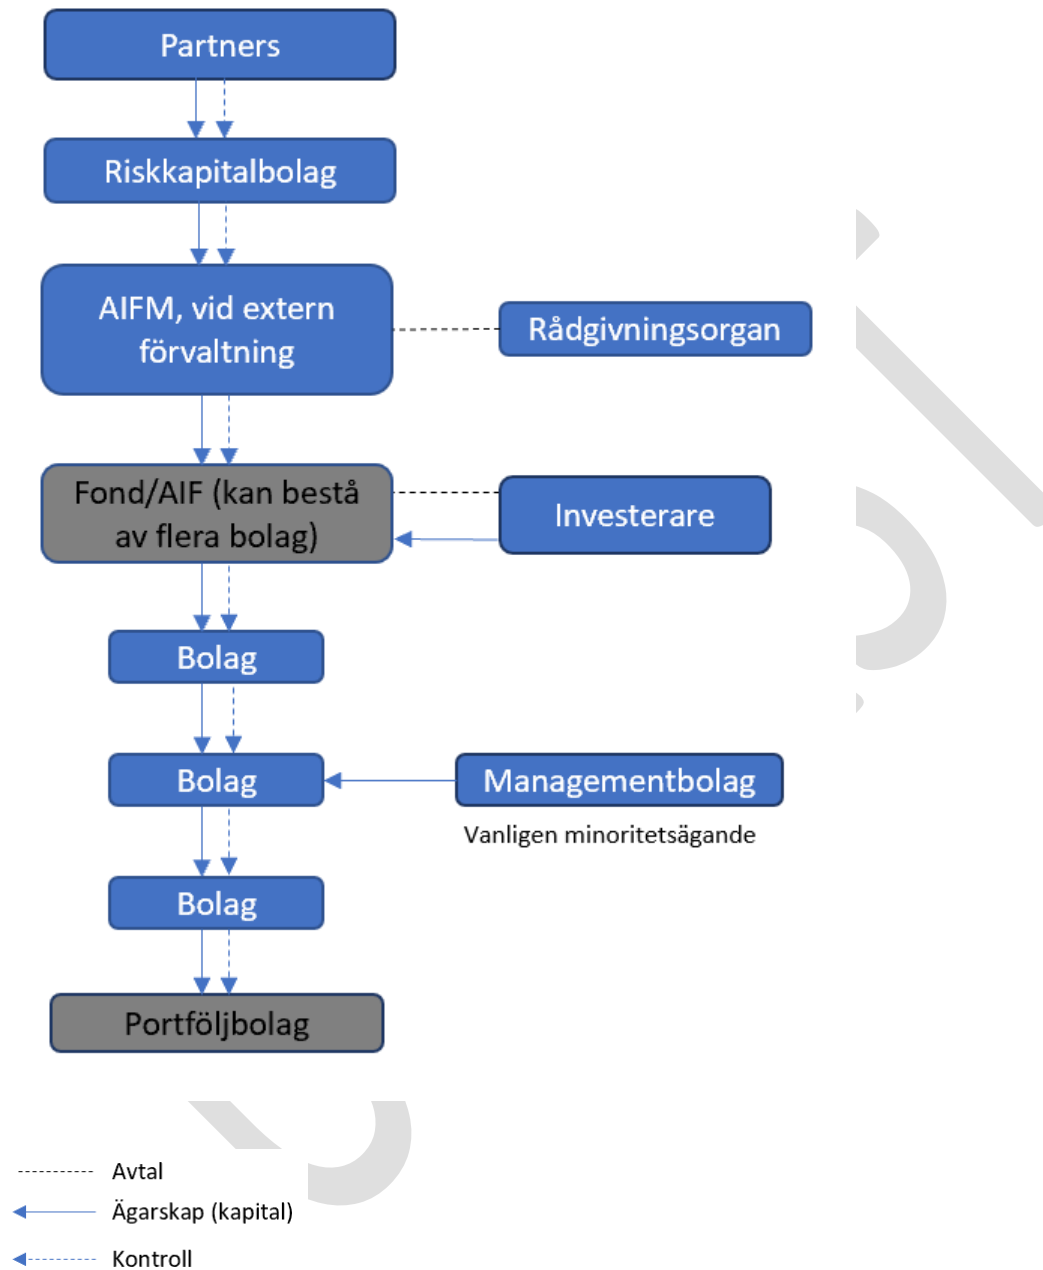 Partners
Riskkapitalbolag
AIFM, vid extern
förvaltning
Rådgivningsorgan
Fond/AIF (kan bestå
av flera bolag)
Investerare
Bolag
Bolag
Managementbolag
Vanligen minoritetsägande
Bolag
Portföljbolag
Avtal
Ägarskap (kapital)
Kontroll